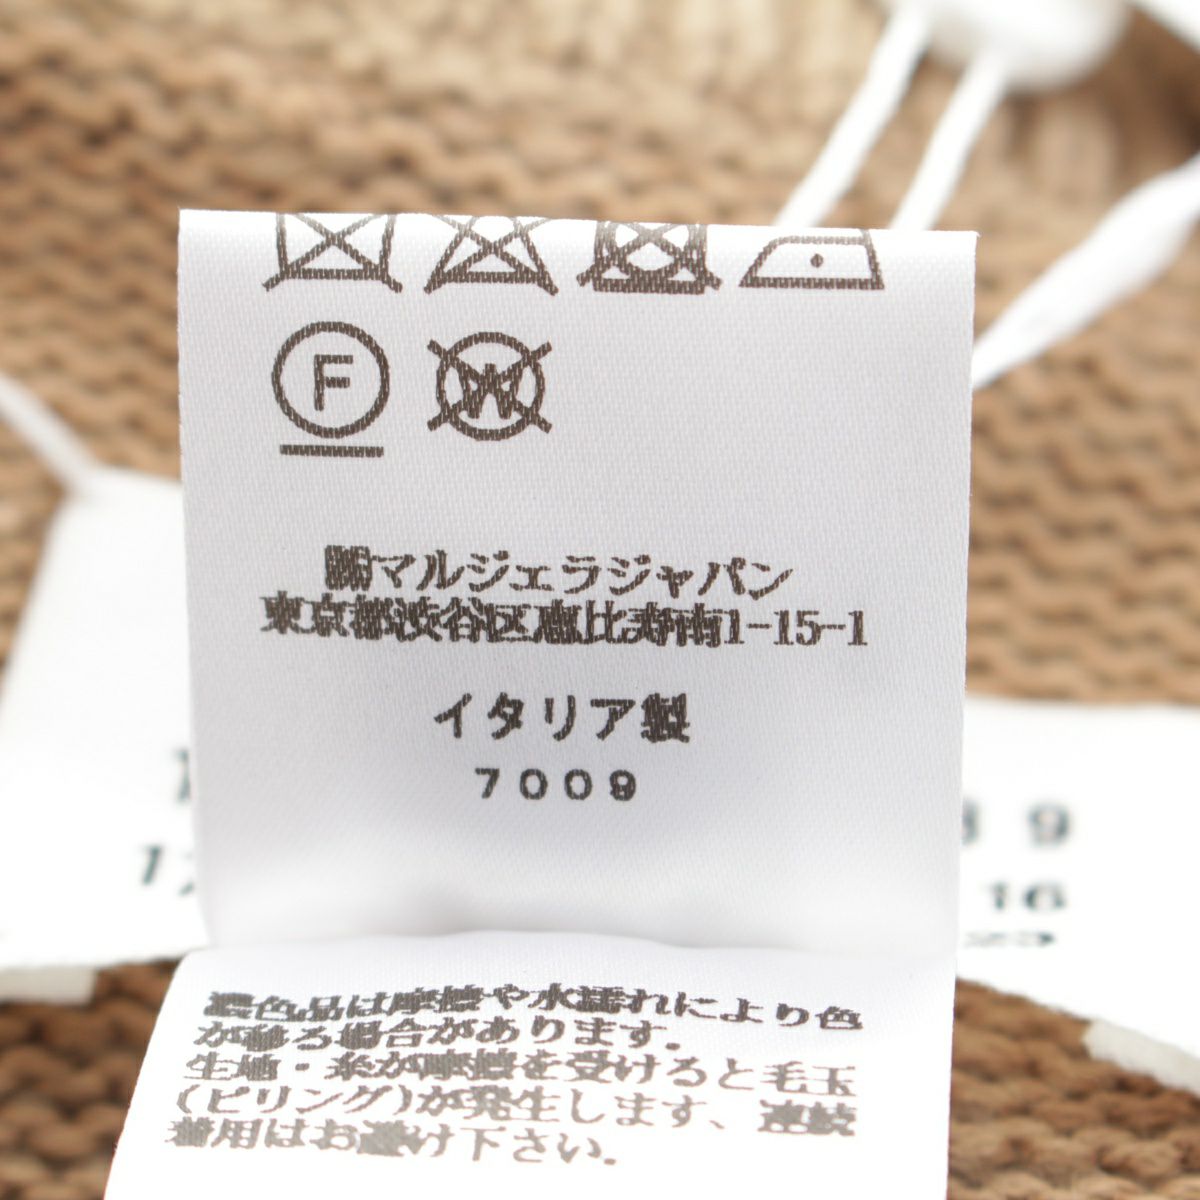 F
W
㈱マルジェラジャパン
東京都渋谷区恵比寿南1-15-1
イタリア製
7009
濃色品は摩擦や水濡れにより色
が移る場合があります.
生地・糸が摩擦を受けると毛玉
(ピリング)が発生します、連続
着用はお避け下さい.
9
16
23